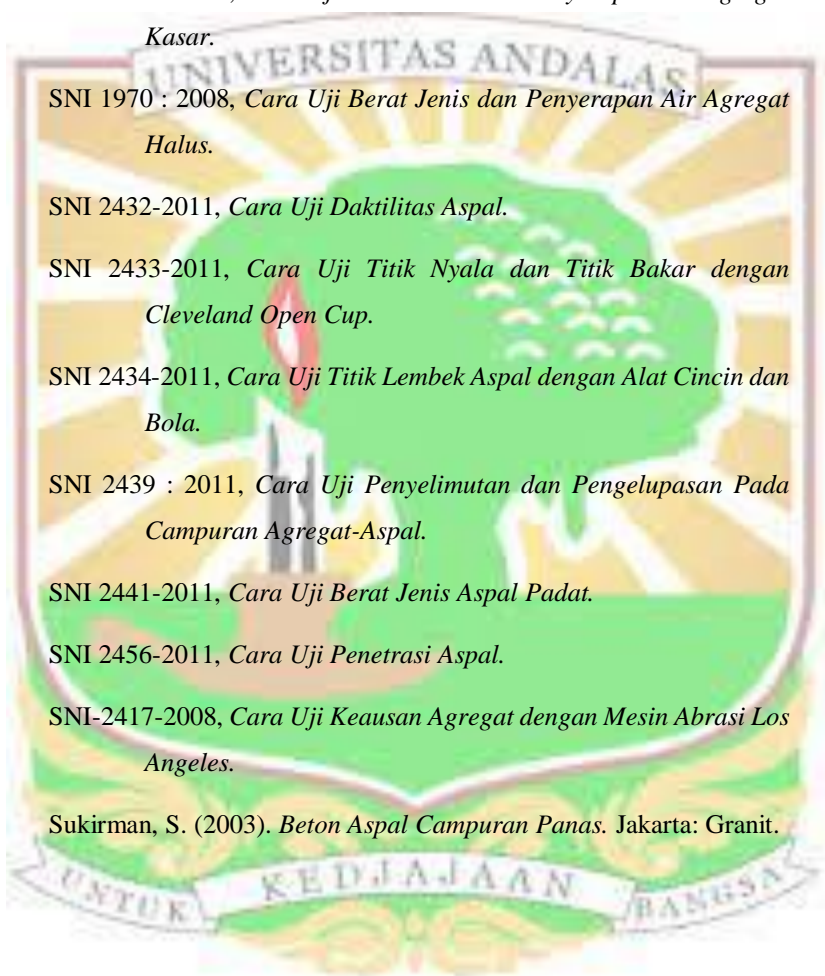 Kasar.
UNIVERSITAS ANDALAS
SNI 1970 : 2008, Cara Uji Berat Jenis dan Penyerapan Air Agregat
Halus.
SNI 2432-2011, Cara Uji Daktilitas Aspal.
SNI 2433-2011, Cara Uji Titik Nyala dan Titik Bakar dengan
Cleveland Open Cup.
SNI 2434-2011, Cara Uji Titik Lembek Aspal dengan Alat Cincin dan
Bola.
SNI 2439 : 2011, Cara Uji Penyelimutan dan Pengelupasan Pada
Campuran Agregat-Aspal.
SNI 2441-2011, Cara Uji Berat Jenis Aspal Padat.
SNI 2456-2011, Cara Uji Penetrasi Aspal.
SNI-2417-2008, Cara Uji Keausan Agregat dengan Mesin Abrasi Los
Angeles.
Sukirman, S. (2003). Beton Aspal Campuran Panas. Jakarta: Granit.
UNTUK KEDJAJAAN BANGSA